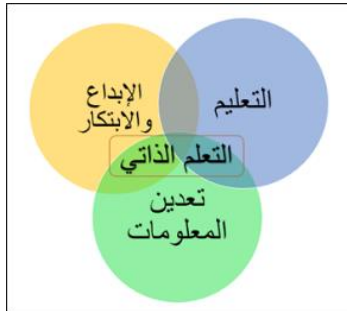 التعليم
الإبداع
والابتكار
التعلم الذاتي
تعدين
المعلومات